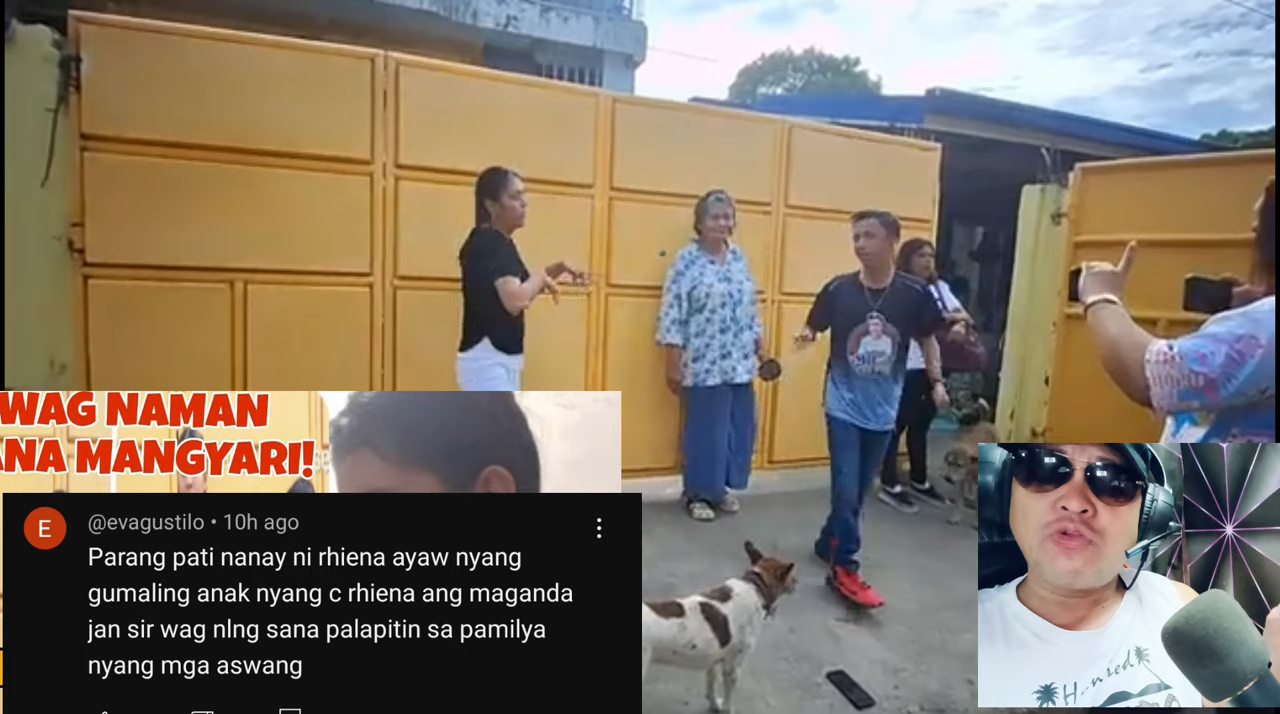 WAG NAMAN
ANA MANGYARI!
E
@evagustilo • 10h ago
Parang pati nanay ni rhiena ayaw nyang
gumaling anak nyang c rhiena ang maganda
jan sir wag nlng sana palapitin sa pamilya
nyang mga aswang